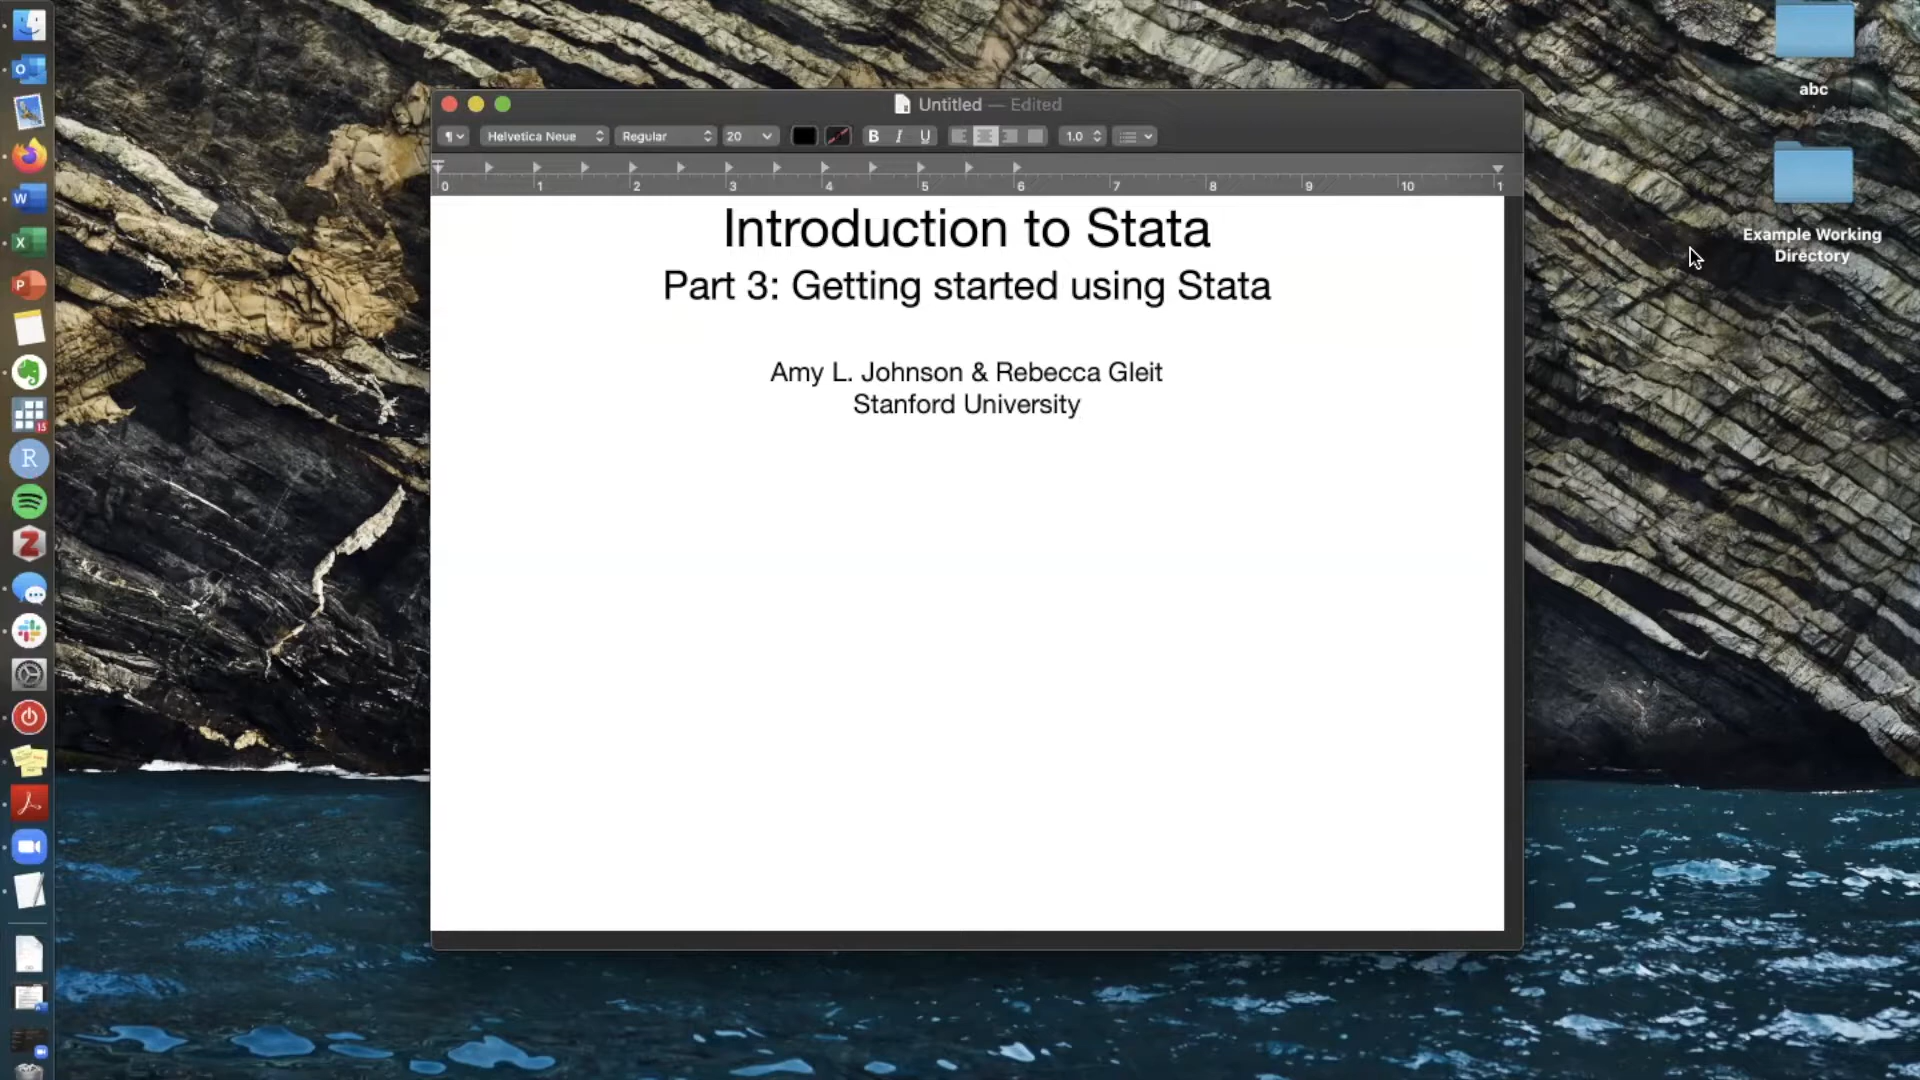 Untitled — Edited
Helvetica Neue
Regular
20
B I U
1.0
0 1 2 3 4 5 6 7 8 9 10 1
Introduction to Stata
Part 3: Getting started using Stata
Amy L. Johnson & Rebecca Gleit
Stanford University
abc
Example Working
Directory
O
W
X
P
15
R
Z